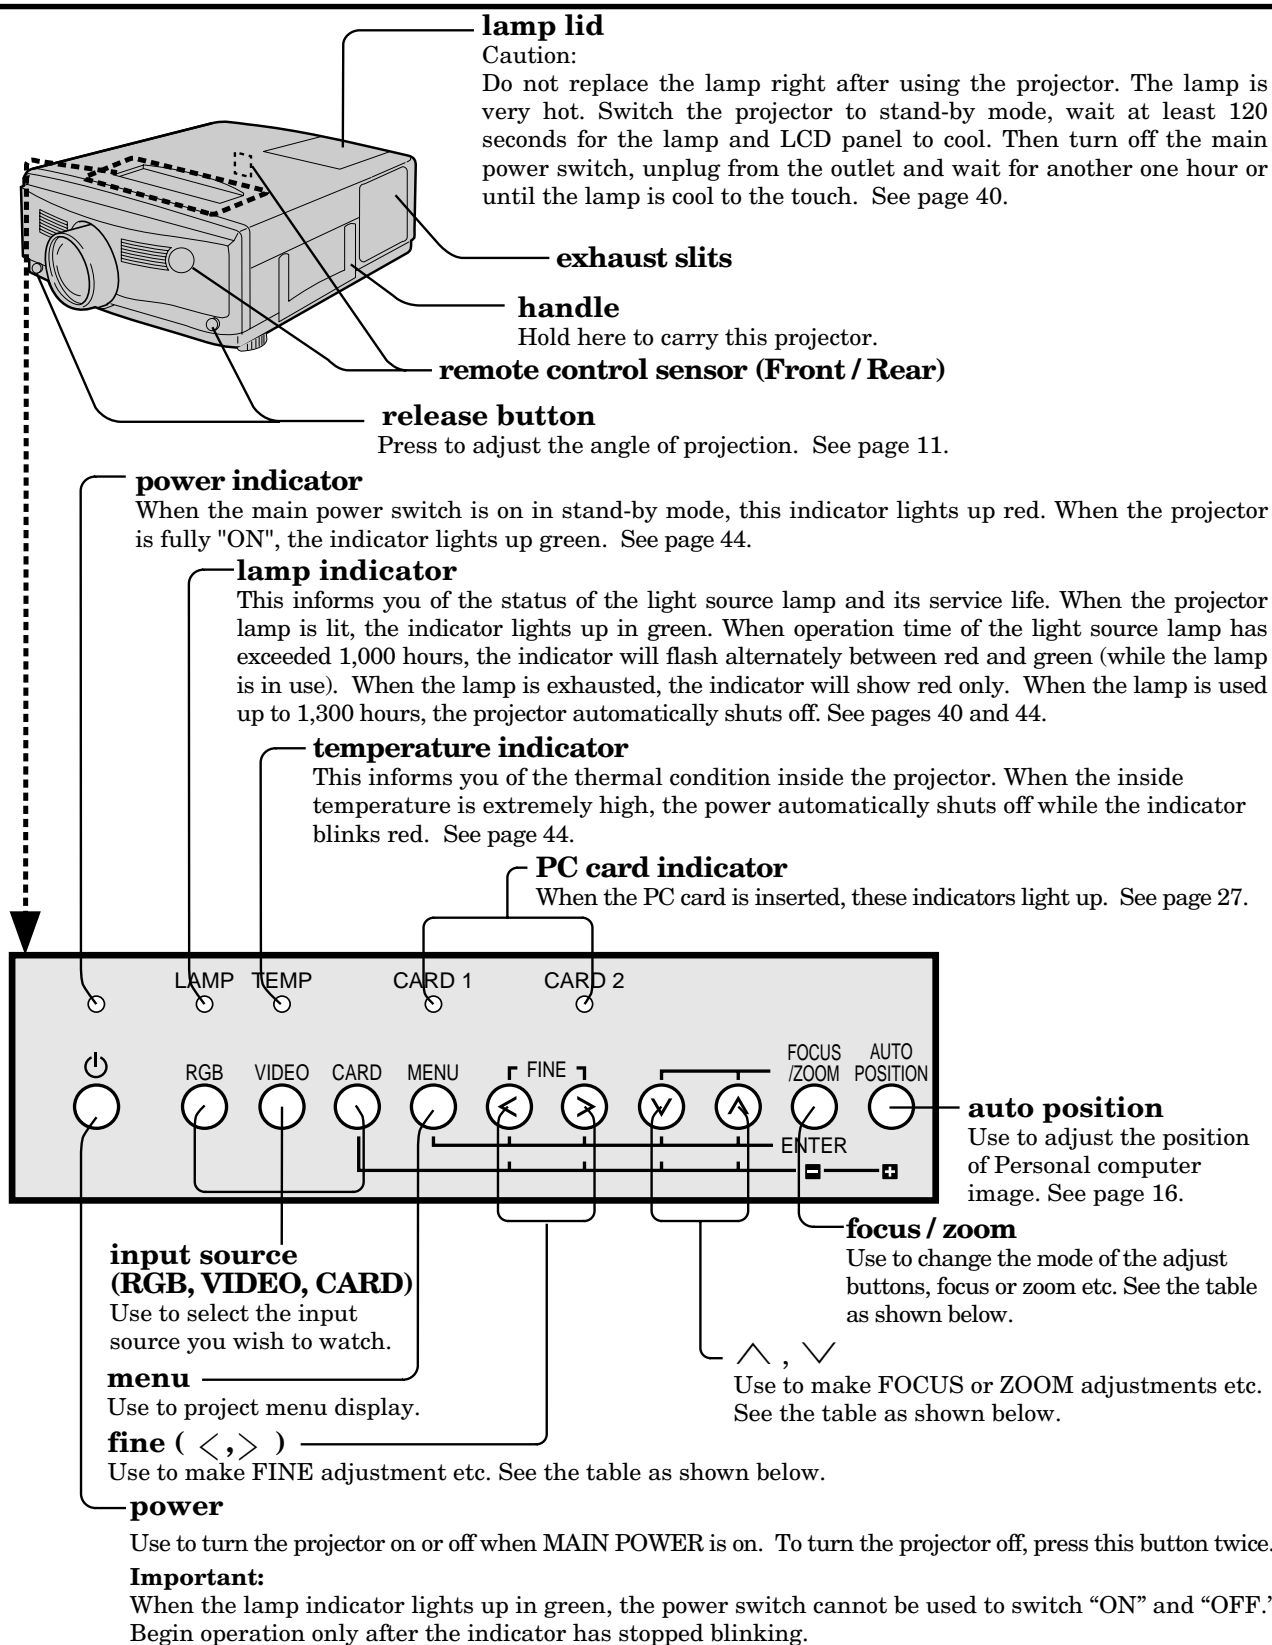 lamp lid
Caution:
Do not replace the lamp right after using the projector. The lamp is
very hot. Switch the projector to stand-by mode, wait at least 120
seconds for the lamp and LCD panel to cool. Then turn off the main
power switch, unplug from the outlet and wait for another one hour or
until the lamp is cool to the touch. See page 40.
exhaust slits
handle
Hold here to carry this projector.
remote control sensor (Front / Rear)
release button
Press to adjust the angle of projection. See page 11.
power indicator
When the main power switch is on in stand-by mode, this indicator lights up red. When the projector
is fully "ON", the indicator lights up green. See page 44.
lamp indicator
This informs you of the status of the light source lamp and its service life. When the projector
lamp is lit, the indicator lights up in green. When operation time of the light source lamp has
exceeded 1,000 hours, the indicator will flash alternately between red and green (while the lamp
is in use). When the lamp is exhausted, the indicator will show red only. When the lamp is used
up to 1,300 hours, the projector automatically shuts off. See pages 40 and 44.
temperature indicator
This informs you of the thermal condition inside the projector. When the inside
temperature is extremely high, the power automatically shuts off while the indicator
blinks red. See page 44.
PC card indicator
When the PC card is inserted, these indicators light up. See page 27.
LAMP TEMP CARD 1 CARD 2
RGB VIDEO CARD MENU FINE FOCUS /ZOOM AUTO POSITION
< > ∨ ∧
ENTER
- +
auto position
Use to adjust the position
of Personal computer
image. See page 16.
focus / zoom
Use to change the mode of the adjust
buttons, focus or zoom etc. See the table
as shown below.
input source
(RGB, VIDEO, CARD)
Use to select the input
source you wish to watch.
∧ , ∨
Use to make FOCUS or ZOOM adjustments etc.
See the table as shown below.
menu
Use to project menu display.
fine ( <,> )
Use to make FINE adjustment etc. See the table as shown below.
power
Use to turn the projector on or off when MAIN POWER is on. To turn the projector off, press this button twice.
Important:
When the lamp indicator lights up in green, the power switch cannot be used to switch “ON” and “OFF.”
Begin operation only after the indicator has stopped blinking.